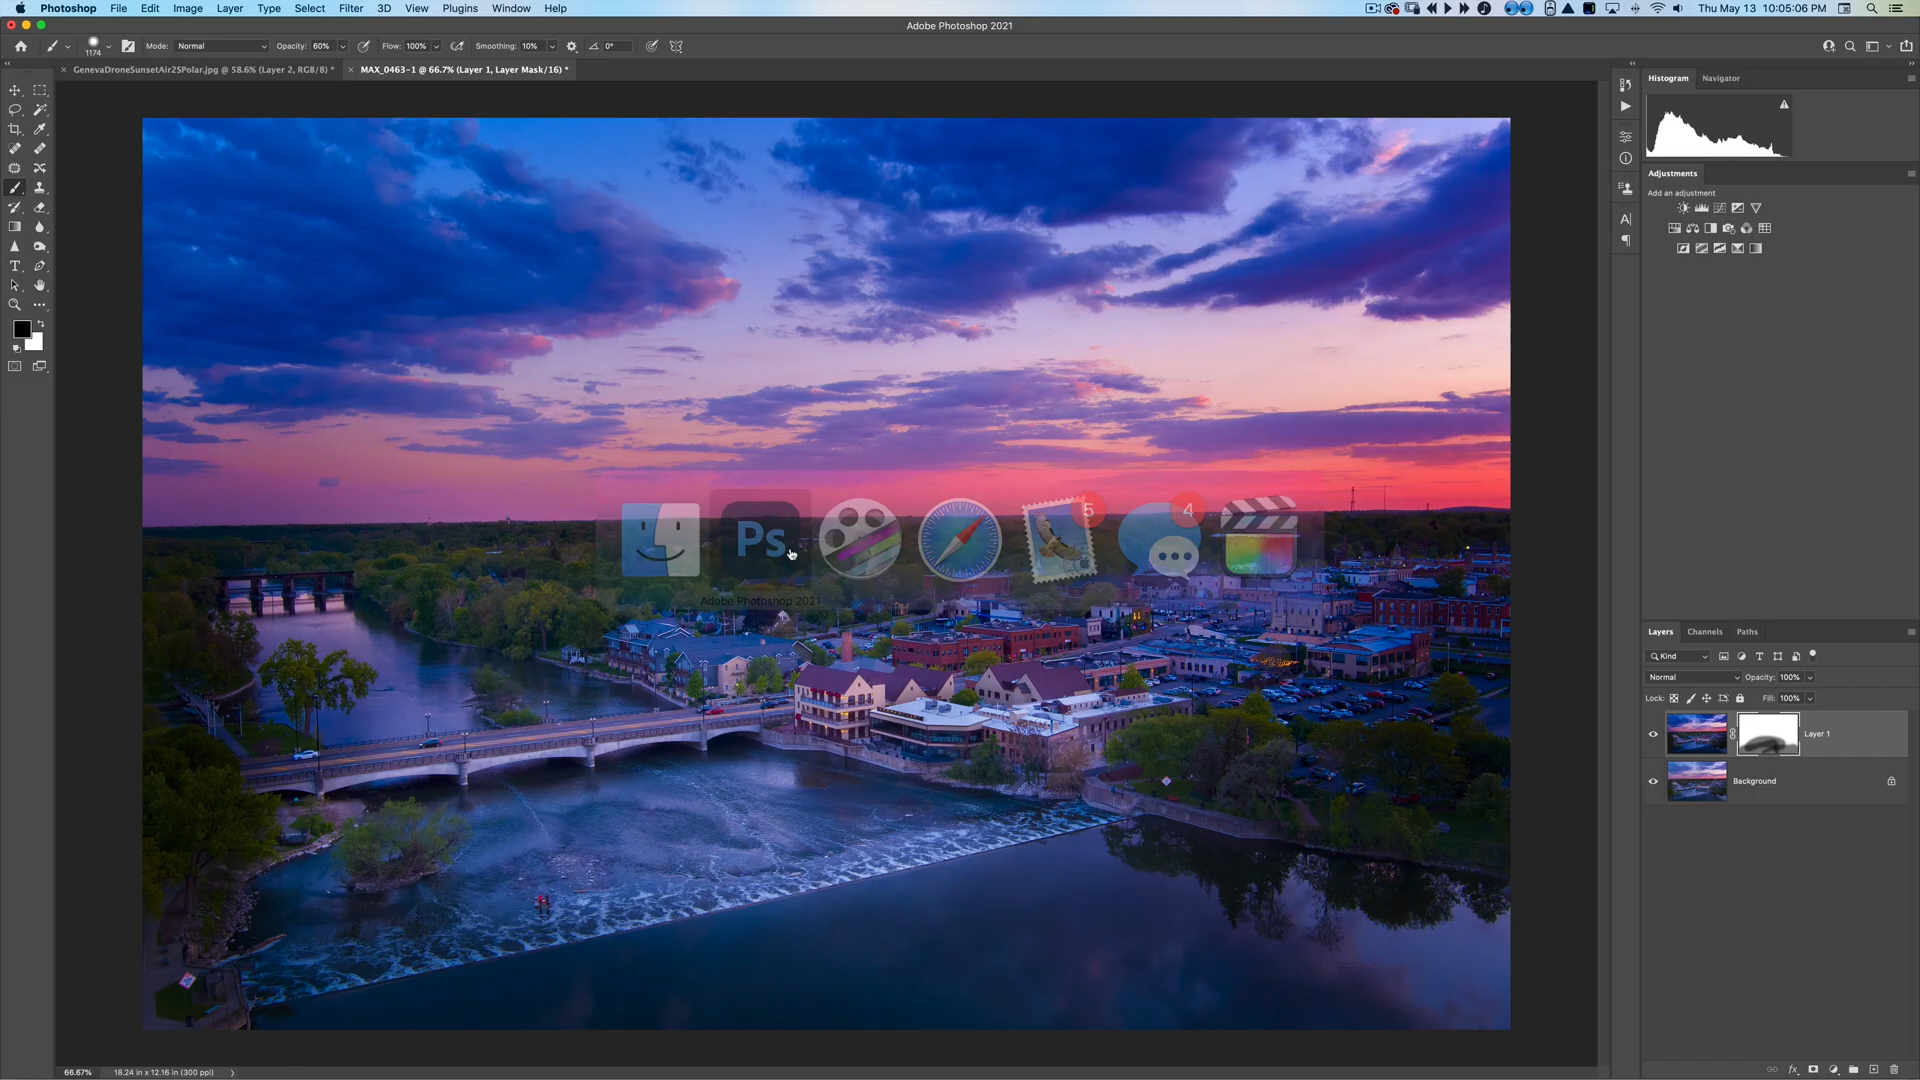 Photoshop File Edit Image Layer Type Select Filter 3D View Plugins Window Help Thu May 13 10:05:06 PM
Adobe Photoshop 2021
1174 Mode: Normal Opacity: 60% Flow: 100% Smoothing: 10% 0°
GenevaDroneSunsetAir2SPolar.jpg @ 58.6% (Layer 2, RGB/8) * MAX_0463-1 @ 66.7% (Layer 1, Layer Mask/16) *
Histogram Navigator
Adjustments
Add an adjustment
Ps 5 4
Adobe Photoshop 2021
Layers Channels Paths
Kind
Normal Opacity: 100%
Lock: Fill: 100%
Layer 1
Background
66.67% 18.24 in x 12.16 in (300 ppi)